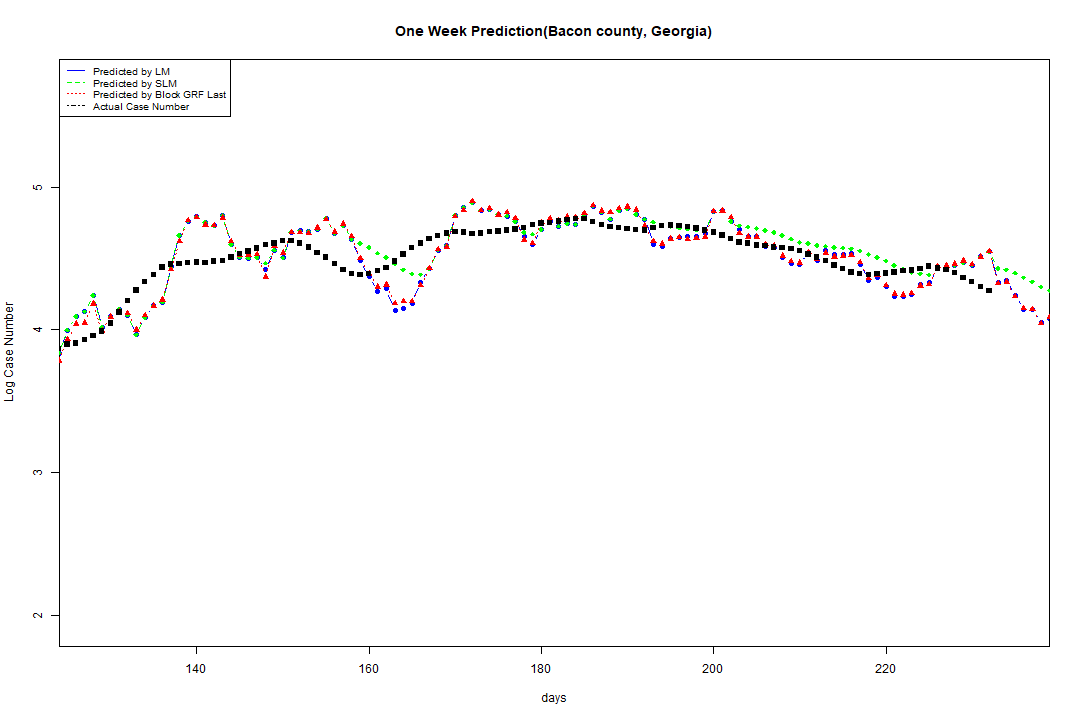 One Week Prediction(Bacon county, Georgia)
Predicted by LM
Predicted by SLM
Predicted by Block GRF Last
Actual Case Number
5
4
3
2
Log Case Number
140 160 180 200 220
days